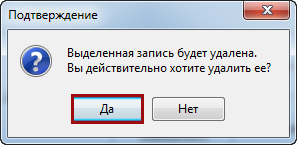 Подтверждение
Выделенная запись будет удалена.
Вы действительно хотите удалить ее?
Да
Нет